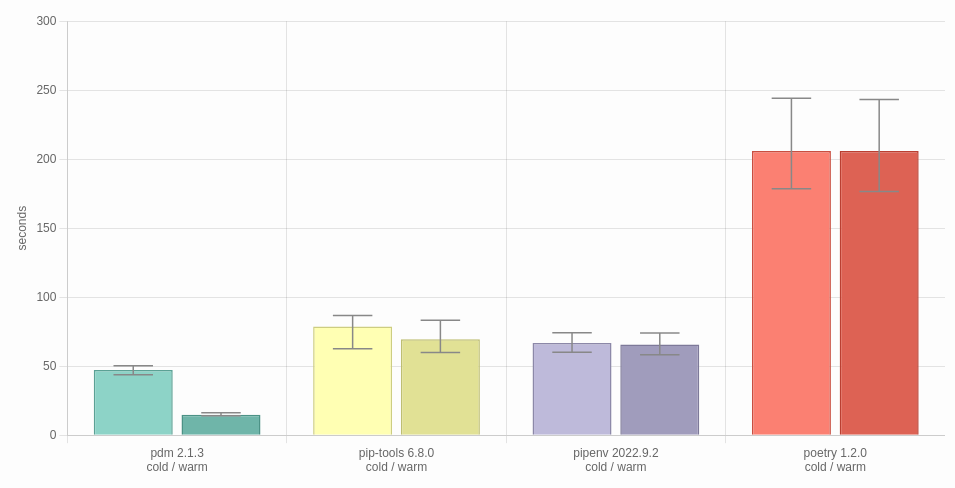 300
250
200
150
100
50
0
seconds
pdm 2.1.3
cold / warm
pip-tools 6.8.0
cold / warm
pipenv 2022.9.2
cold / warm
poetry 1.2.0
cold / warm